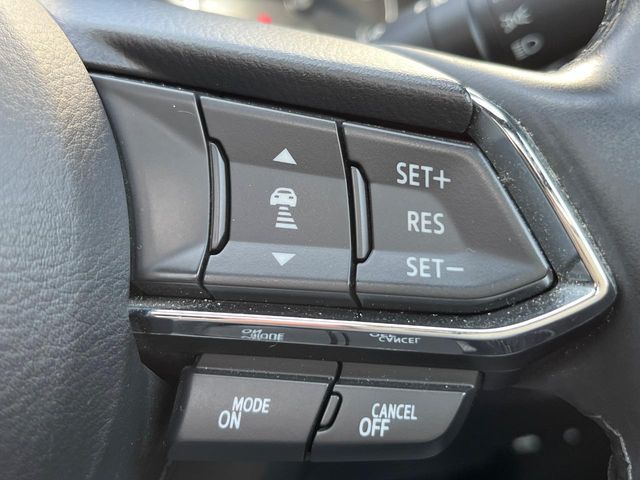 SET+
RES
SET−
MODE
ON
CANCEL
OFF